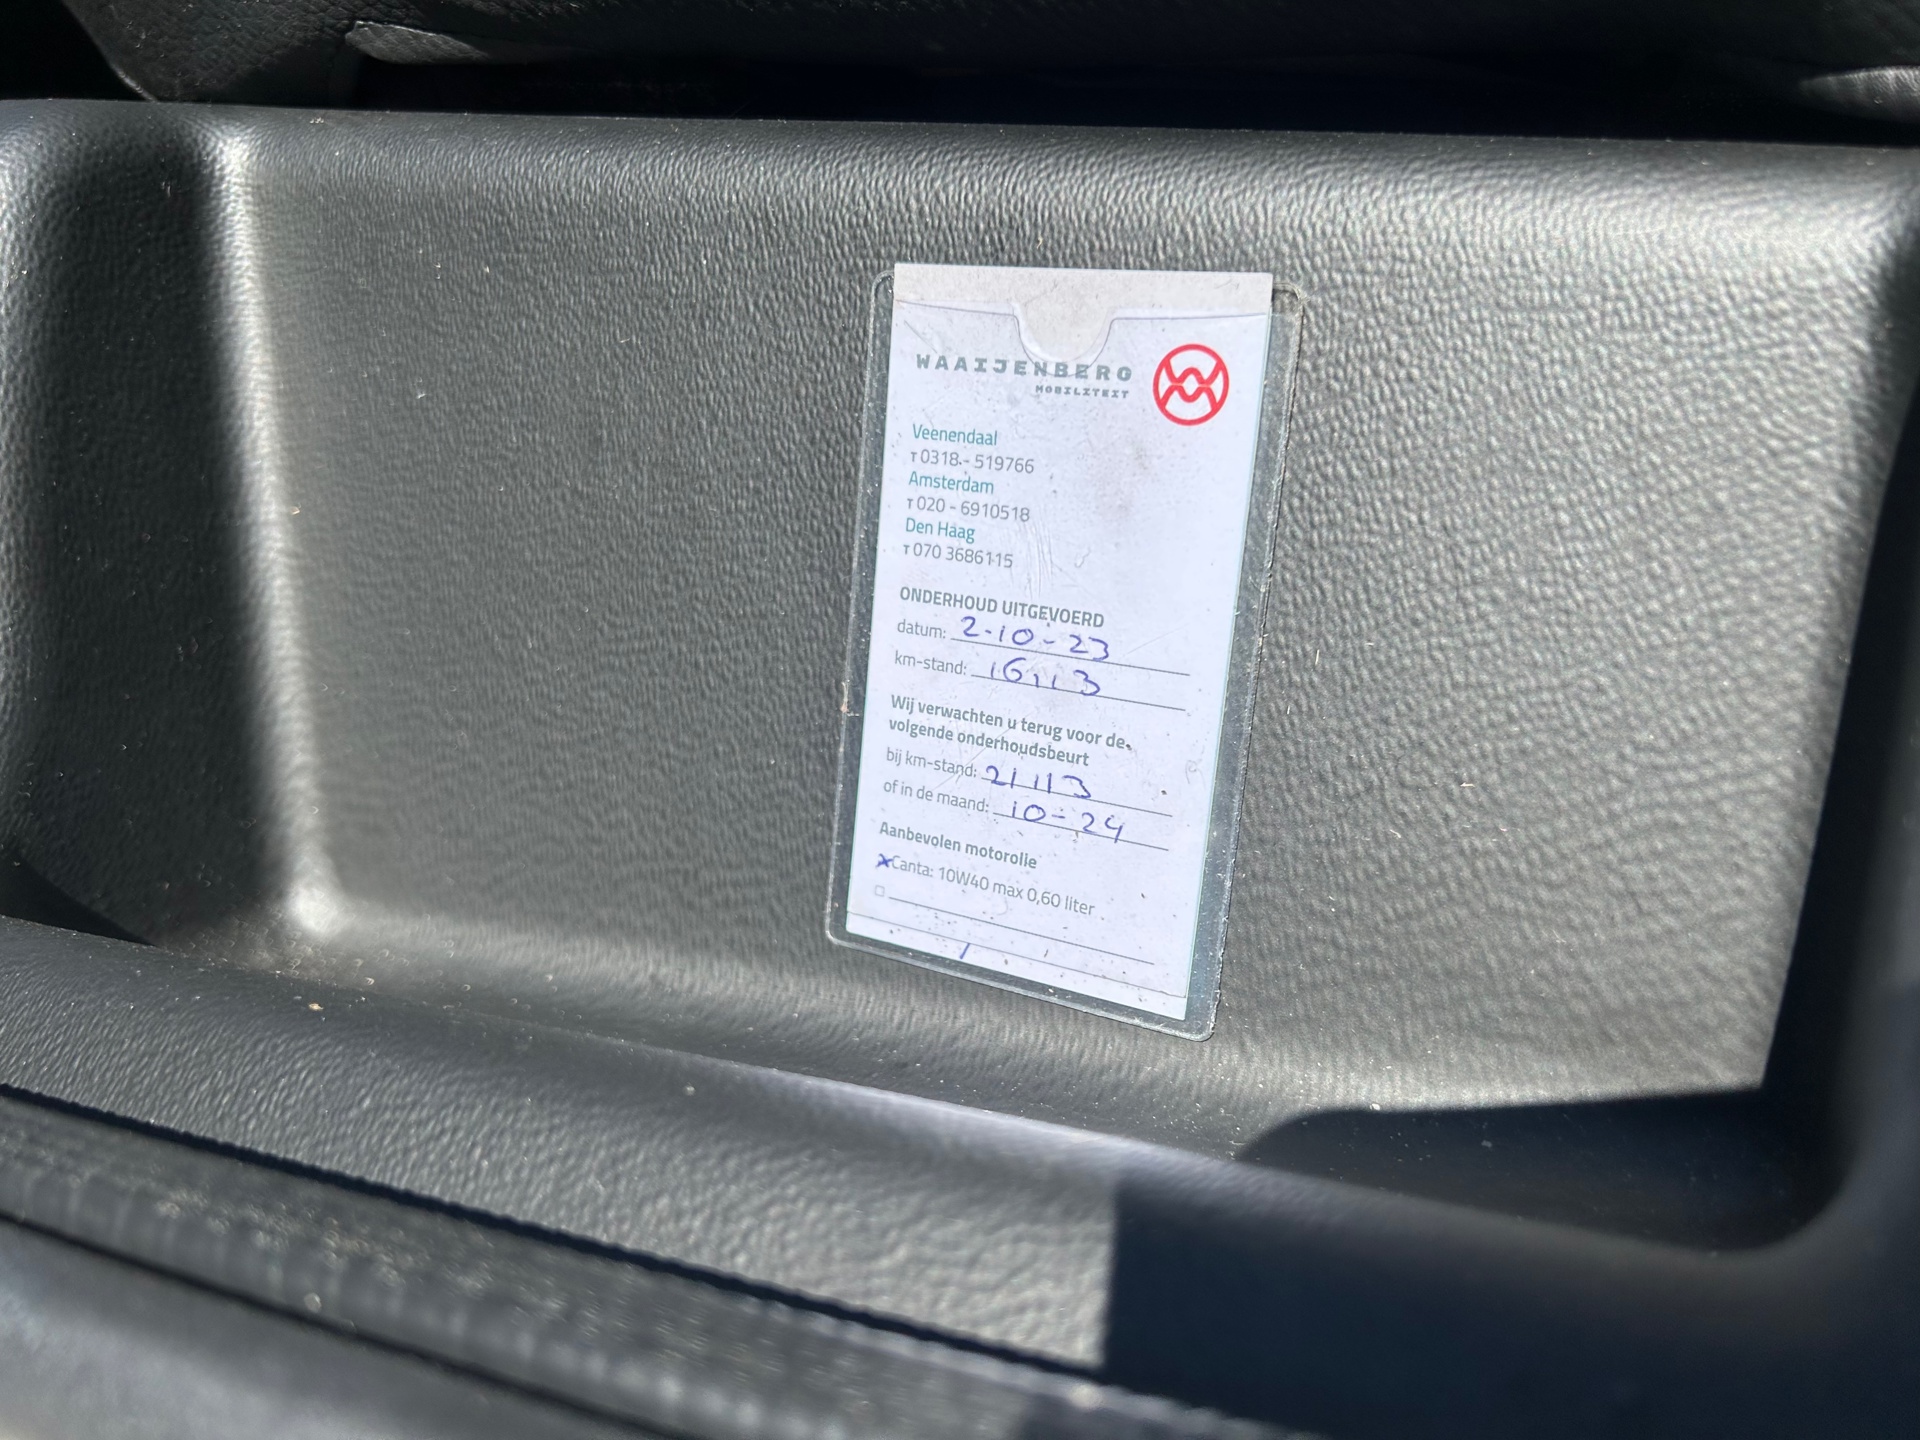 WAAIJENBERG
MOBILITEIT
Veenendaal
T 0318 - 519766
Amsterdam
T 020 - 6910518
Den Haag
T 070 3686115
ONDERHOUD UITGEVOERD
datum: 2-10-23
km-stand: 16113
Wij verwachten u terug voor de
volgende onderhoudsbeurt
bij km-stand: 21113
of in de maand: 10-24
Aanbevolen motorolie
x Canta: 10W40 max 0,60 liter